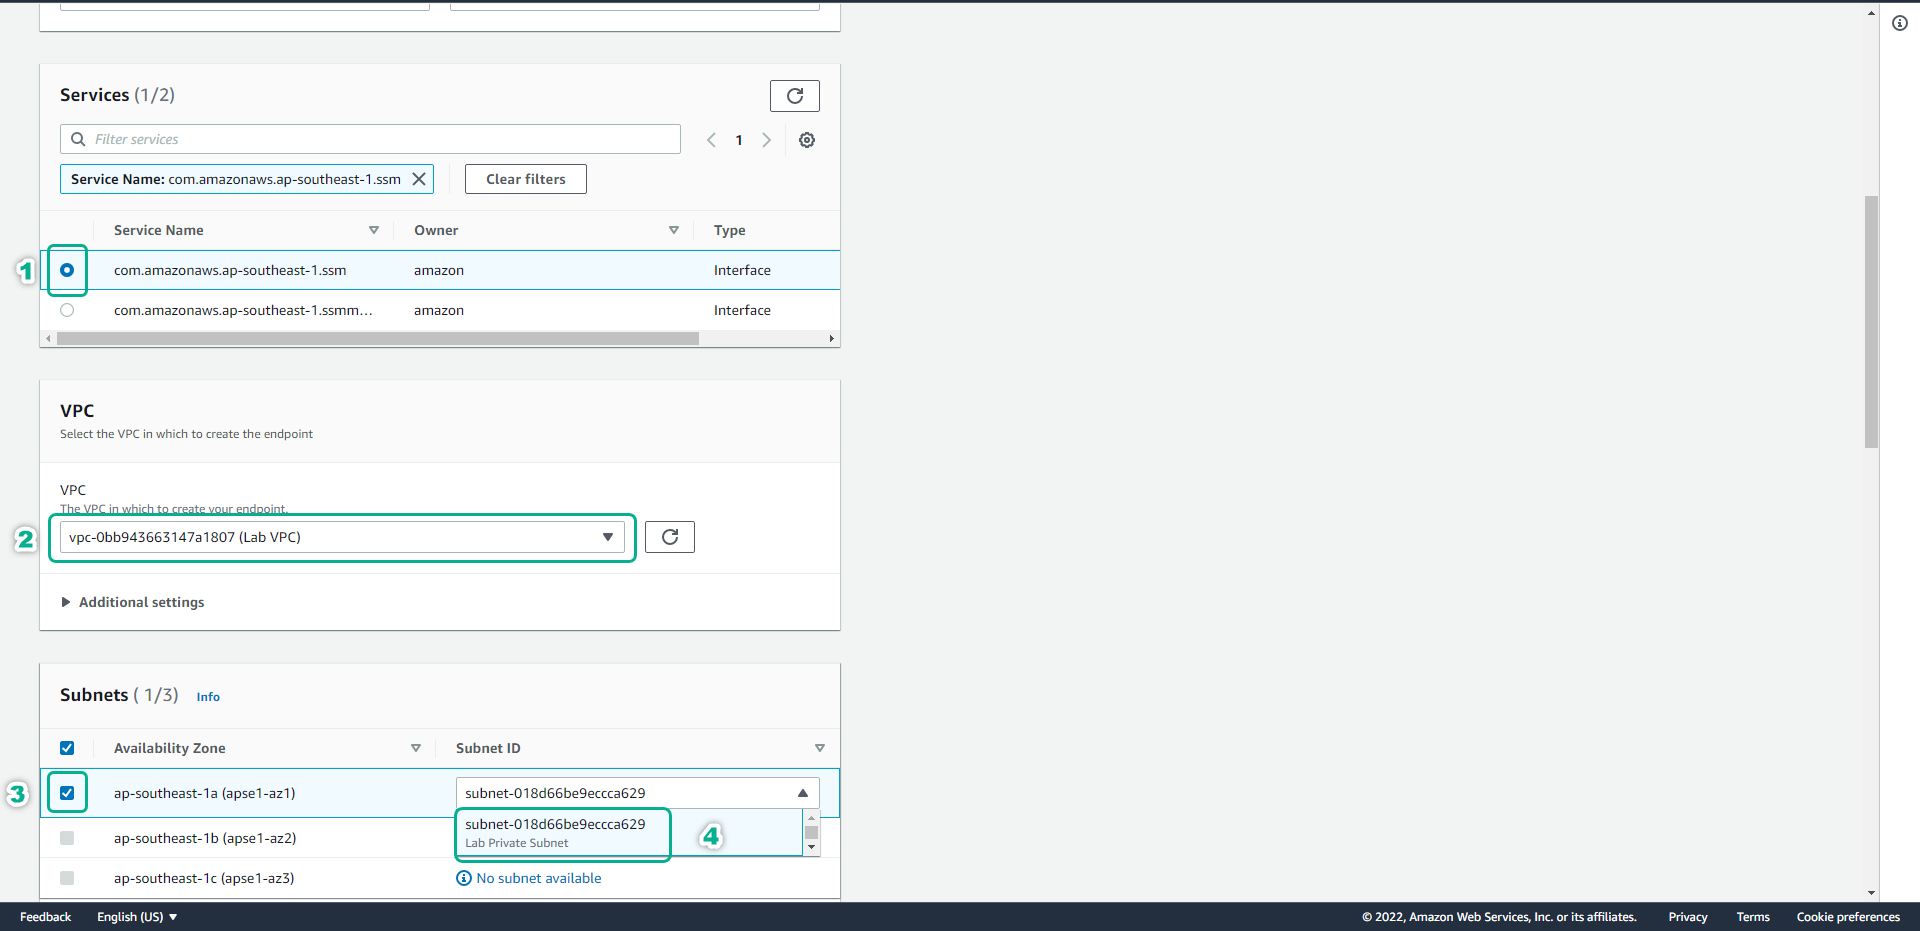 Services (1/2)
Filter services
1
Service Name: com.amazonaws.ap-southeast-1.ssm
Clear filters
Service Name Owner Type
1
com.amazonaws.ap-southeast-1.ssm amazon Interface
com.amazonaws.ap-southeast-1.ssmm... amazon Interface
VPC
Select the VPC in which to create the endpoint
VPC
The VPC in which to create your endpoint.
2
vpc-0bb943663147a1807 (Lab VPC)
Additional settings
Subnets ( 1/3) Info
Availability Zone Subnet ID
3
ap-southeast-1a (apse1-az1) subnet-018d66be9eccca629
subnet-018d66be9eccca629
Lab Private Subnet
4
ap-southeast-1b (apse1-az2)
ap-southeast-1c (apse1-az3) No subnet available
Feedback English (US) © 2022, Amazon Web Services, Inc. or its affiliates. Privacy Terms Cookie preferences